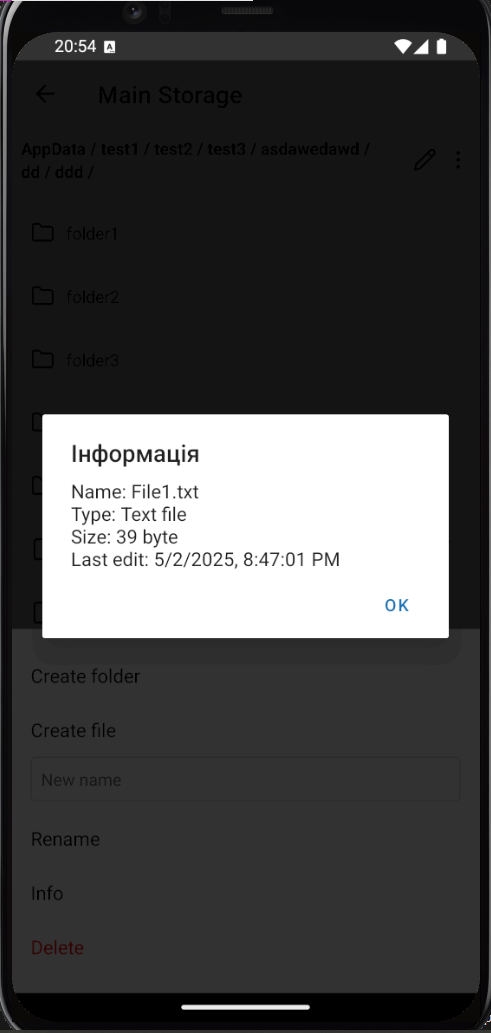 20:54 A
Main Storage
AppData / test1 / test2 / test3 / asdawedawd /
dd / ddd /
folder1
folder2
folder3
Інформація
Name: File1.txt
Type: Text file
Size: 39 byte
Last edit: 5/2/2025, 8:47:01 PM
OK
Create folder
Create file
New name
Rename
Info
Delete